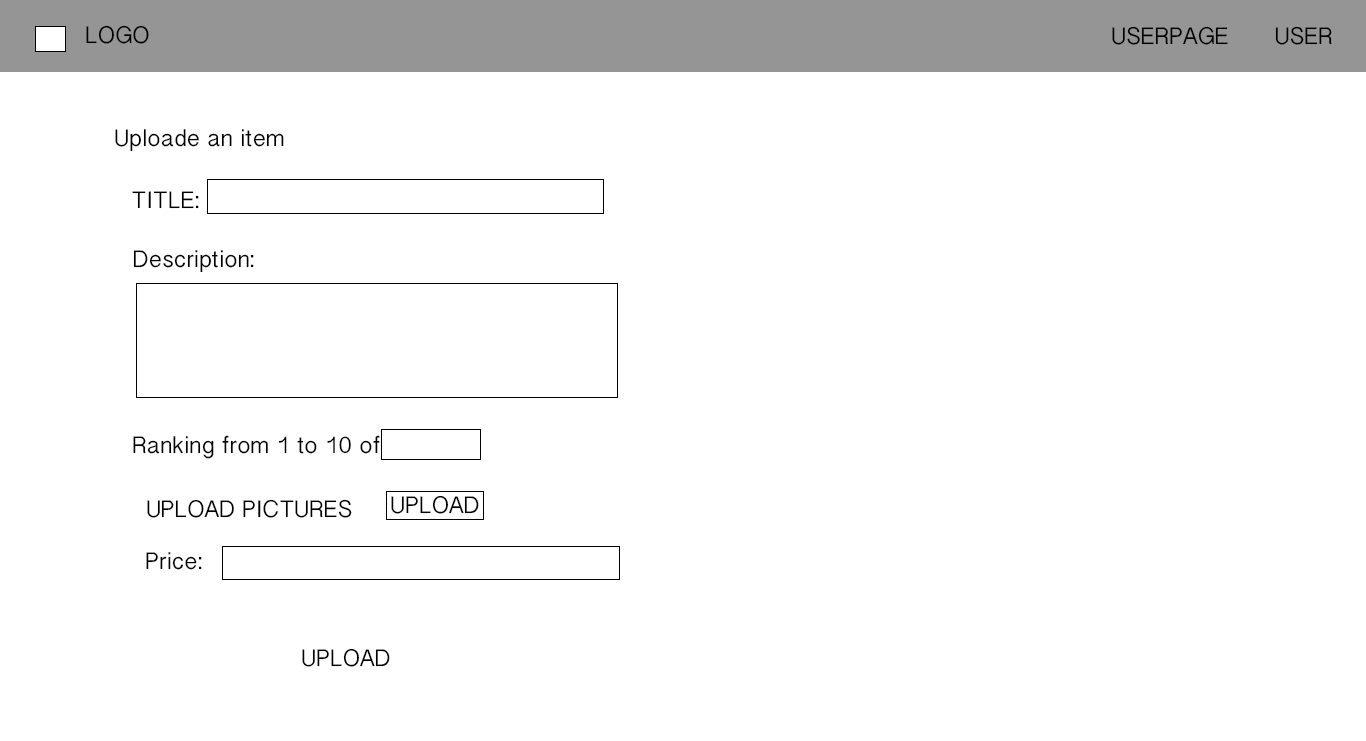 LOGO USERPAGE USER
Uploade an item
TITLE:
Description:
Ranking from 1 to 10 of
UPLOAD PICTURES UPLOAD
Price:
UPLOAD